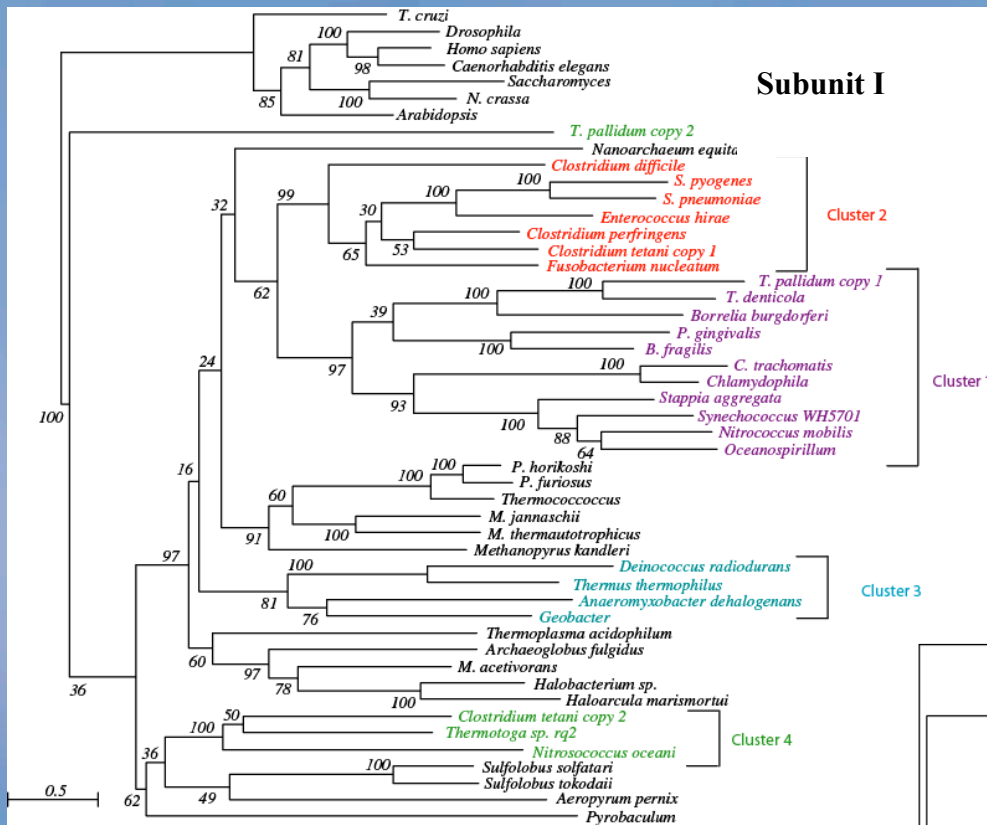 T. cruzi
100
Drosophila
81
Homo sapiens
98
Caenorhabditis elegans
Saccharomyces
85
100
N. crassa
Arabidopsis
Subunit I
T. pallidum copy 2
Nanoarchaeum equita
Clostridium difficile
99
100
S. pyogenes
100
S. pneumoniae
32
30
Enterococcus hirae
Cluster 2
Clostridium perfringens
65
53
Clostridium tetani copy 1
Fusobacterium nucleatum
62
100
T. pallidum copy 1
100
T. denticola
39
Borrelia burgdorferi
P. gingivalis
100
B. fragilis
24
97
100
C. trachomatis
Chlamydophila
Cluster 1
93
Stappia aggregata
100
Synechococcus WH5701
100
88
Nitrococcus mobilis
64
Oceanospirillum
16
100
P. horikoshi
100
P. furiosus
60
Thermococcoccus
M. jannaschii
100
M. thermautotrophicus
91
Methanopyrus kandleri
97
100
Deinococcus radiodurans
Thermus thermophilus
Cluster 3
81
Anaeromyxobacter dehalogenans
76
Geobacter
Thermoplasma acidophilum
60
Archaeoglobus fulgidus
97
M. acetivorans
36
78
Halobacterium sp.
100
Haloarcula marismortui
50
Clostridium tetani copy 2
100
Thermotoga sp. rq2
Cluster 4
36
Nitrosococcus oceani
100
Sulfolobus solfatari
Sulfolobus tokodaii
0.5
62
49
Aeropyrum pernix
Pyrobaculum